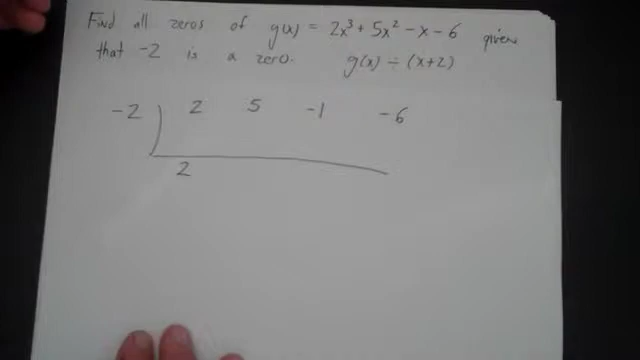 Find all zeros of g(x) = 2x³ + 5x² - x - 6 given
that -2 is a zero. g(x) ÷ (x+2)
-2 ) 2 5 -1 -6
2